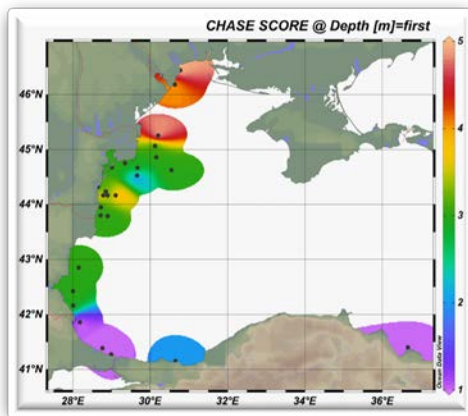 CHASE SCORE @ Depth [m]=first
46°N
45°N
44°N
43°N
42°N
41°N
28°E 30°E 32°E 34°E 36°E
5
4
3
2
1
Ocean Data View